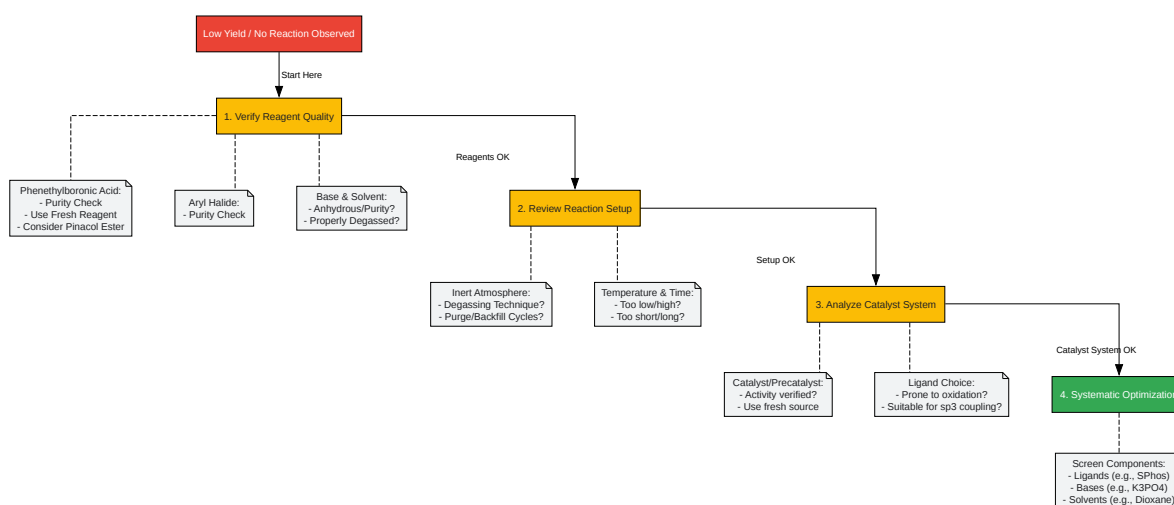 Low Yield / No Reaction Observed
Start Here
1. Verify Reagent Quality
Reagents OK
Phenethylboronic Acid:
- Purity Check
- Use Fresh Reagent
- Consider Pinacol Ester
Aryl Halide:
- Purity Check
Base & Solvent:
- Anhydrous/Purity?
- Properly Degassed?
2. Review Reaction Setup
Setup OK
Inert Atmosphere:
- Degassing Technique?
- Purge/Backfill Cycles?
Temperature & Time:
- Too low/high?
- Too short/long?
3. Analyze Catalyst System
Catalyst System OK
Catalyst/Precatalyst:
- Activity verified?
- Use fresh source
Ligand Choice:
- Prone to oxidation?
- Suitable for sp3 coupling?
4. Systematic Optimization
Screen Components:
- Ligands (e.g., SPhos)
- Bases (e.g., K3PO4)
- Solvents (e.g., Dioxane)